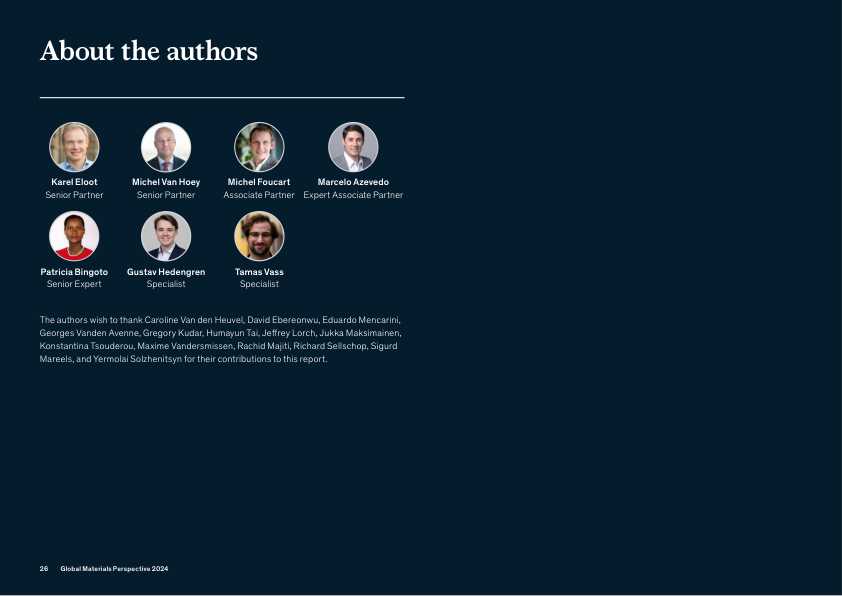 About the authors
Karel Eloot
Senior Partner
Michel Van Hoey
Senior Partner
Michel Foucart
Associate Partner
Marcelo Azevedo
Expert Associate Partner
Patricia Bingoto
Senior Expert
Gustav Hedengren
Specialist
Tamas Vass
Specialist
The authors wish to thank Caroline Van den Heuvel, David Ebereonwu, Eduardo Mencarini,
Georges Vanden Avenne, Gregory Kudar, Humayun Tai, Jeffrey Lorch, Jukka Maksimainen,
Konstantina Tsouderou, Maxime Vandersmissen, Rachid Majiti, Richard Sellschop, Sigurd
Mareels, and Yermolai Solzhenitsyn for their contributions to this report.
26 Global Materials Perspective 2024